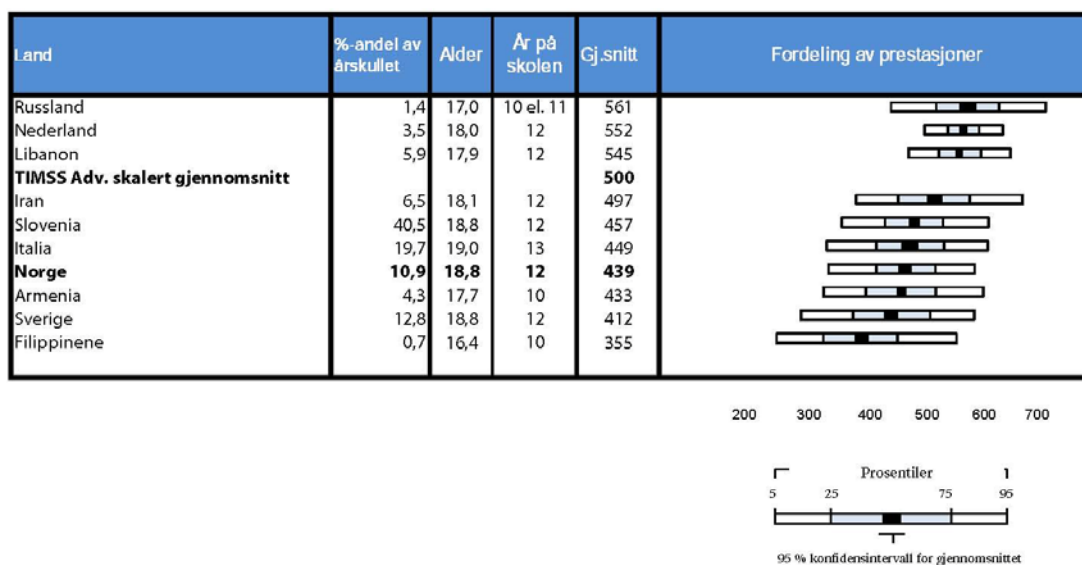 Land %-andel av årskullet Alder År på skolen Gj.snitt Fordeling av prestasjoner
Russland 1,4 17,0 10 el. 11 561
Nederland 3,5 18,0 12 552
Libanon 5,9 17,9 12 545
TIMSS Adv. skalert gjennomsnitt 500
Iran 6,5 18,1 12 497
Slovenia 40,5 18,8 12 457
Italia 19,7 19,0 13 449
Norge 10,9 18,8 12 439
Armenia 4,3 17,7 10 433
Sverige 12,8 18,8 12 412
Filippinene 0,7 16,4 10 355
200 300 400 500 600 700
Prosentiler
5 25 75 95
95 % konfidensintervall for gjennomsnittet